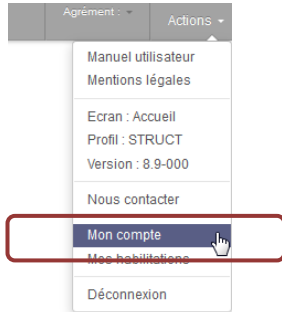 Agrément :
Actions
Manuel utilisateur
Mentions légales
Ecran : Accueil
Profil : STRUCT
Version : 8.9-000
Nous contacter
Mon compte
Mes habilitations
Déconnexion